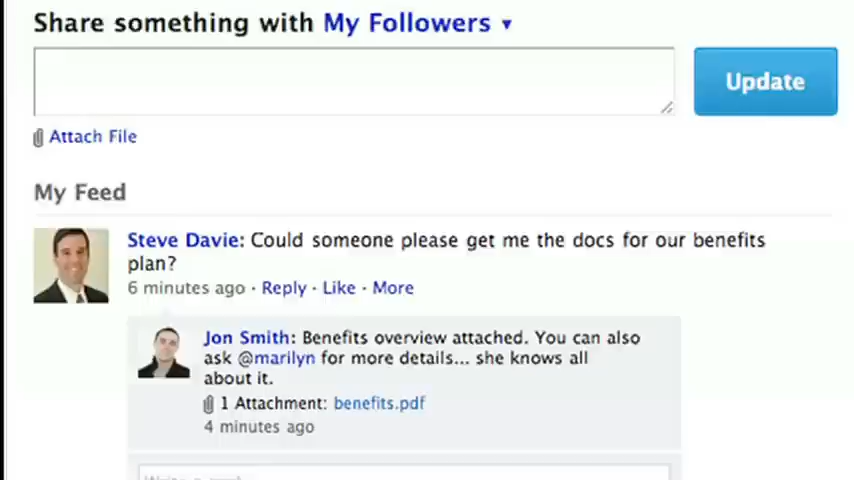 Share something with My Followers ▾
Update
Attach File
My Feed
Steve Davie: Could someone please get me the docs for our benefits
plan?
6 minutes ago · Reply · Like · More
Jon Smith: Benefits overview attached. You can also
ask @marilyn for more details... she knows all
about it.
1 Attachment: benefits.pdf
4 minutes ago